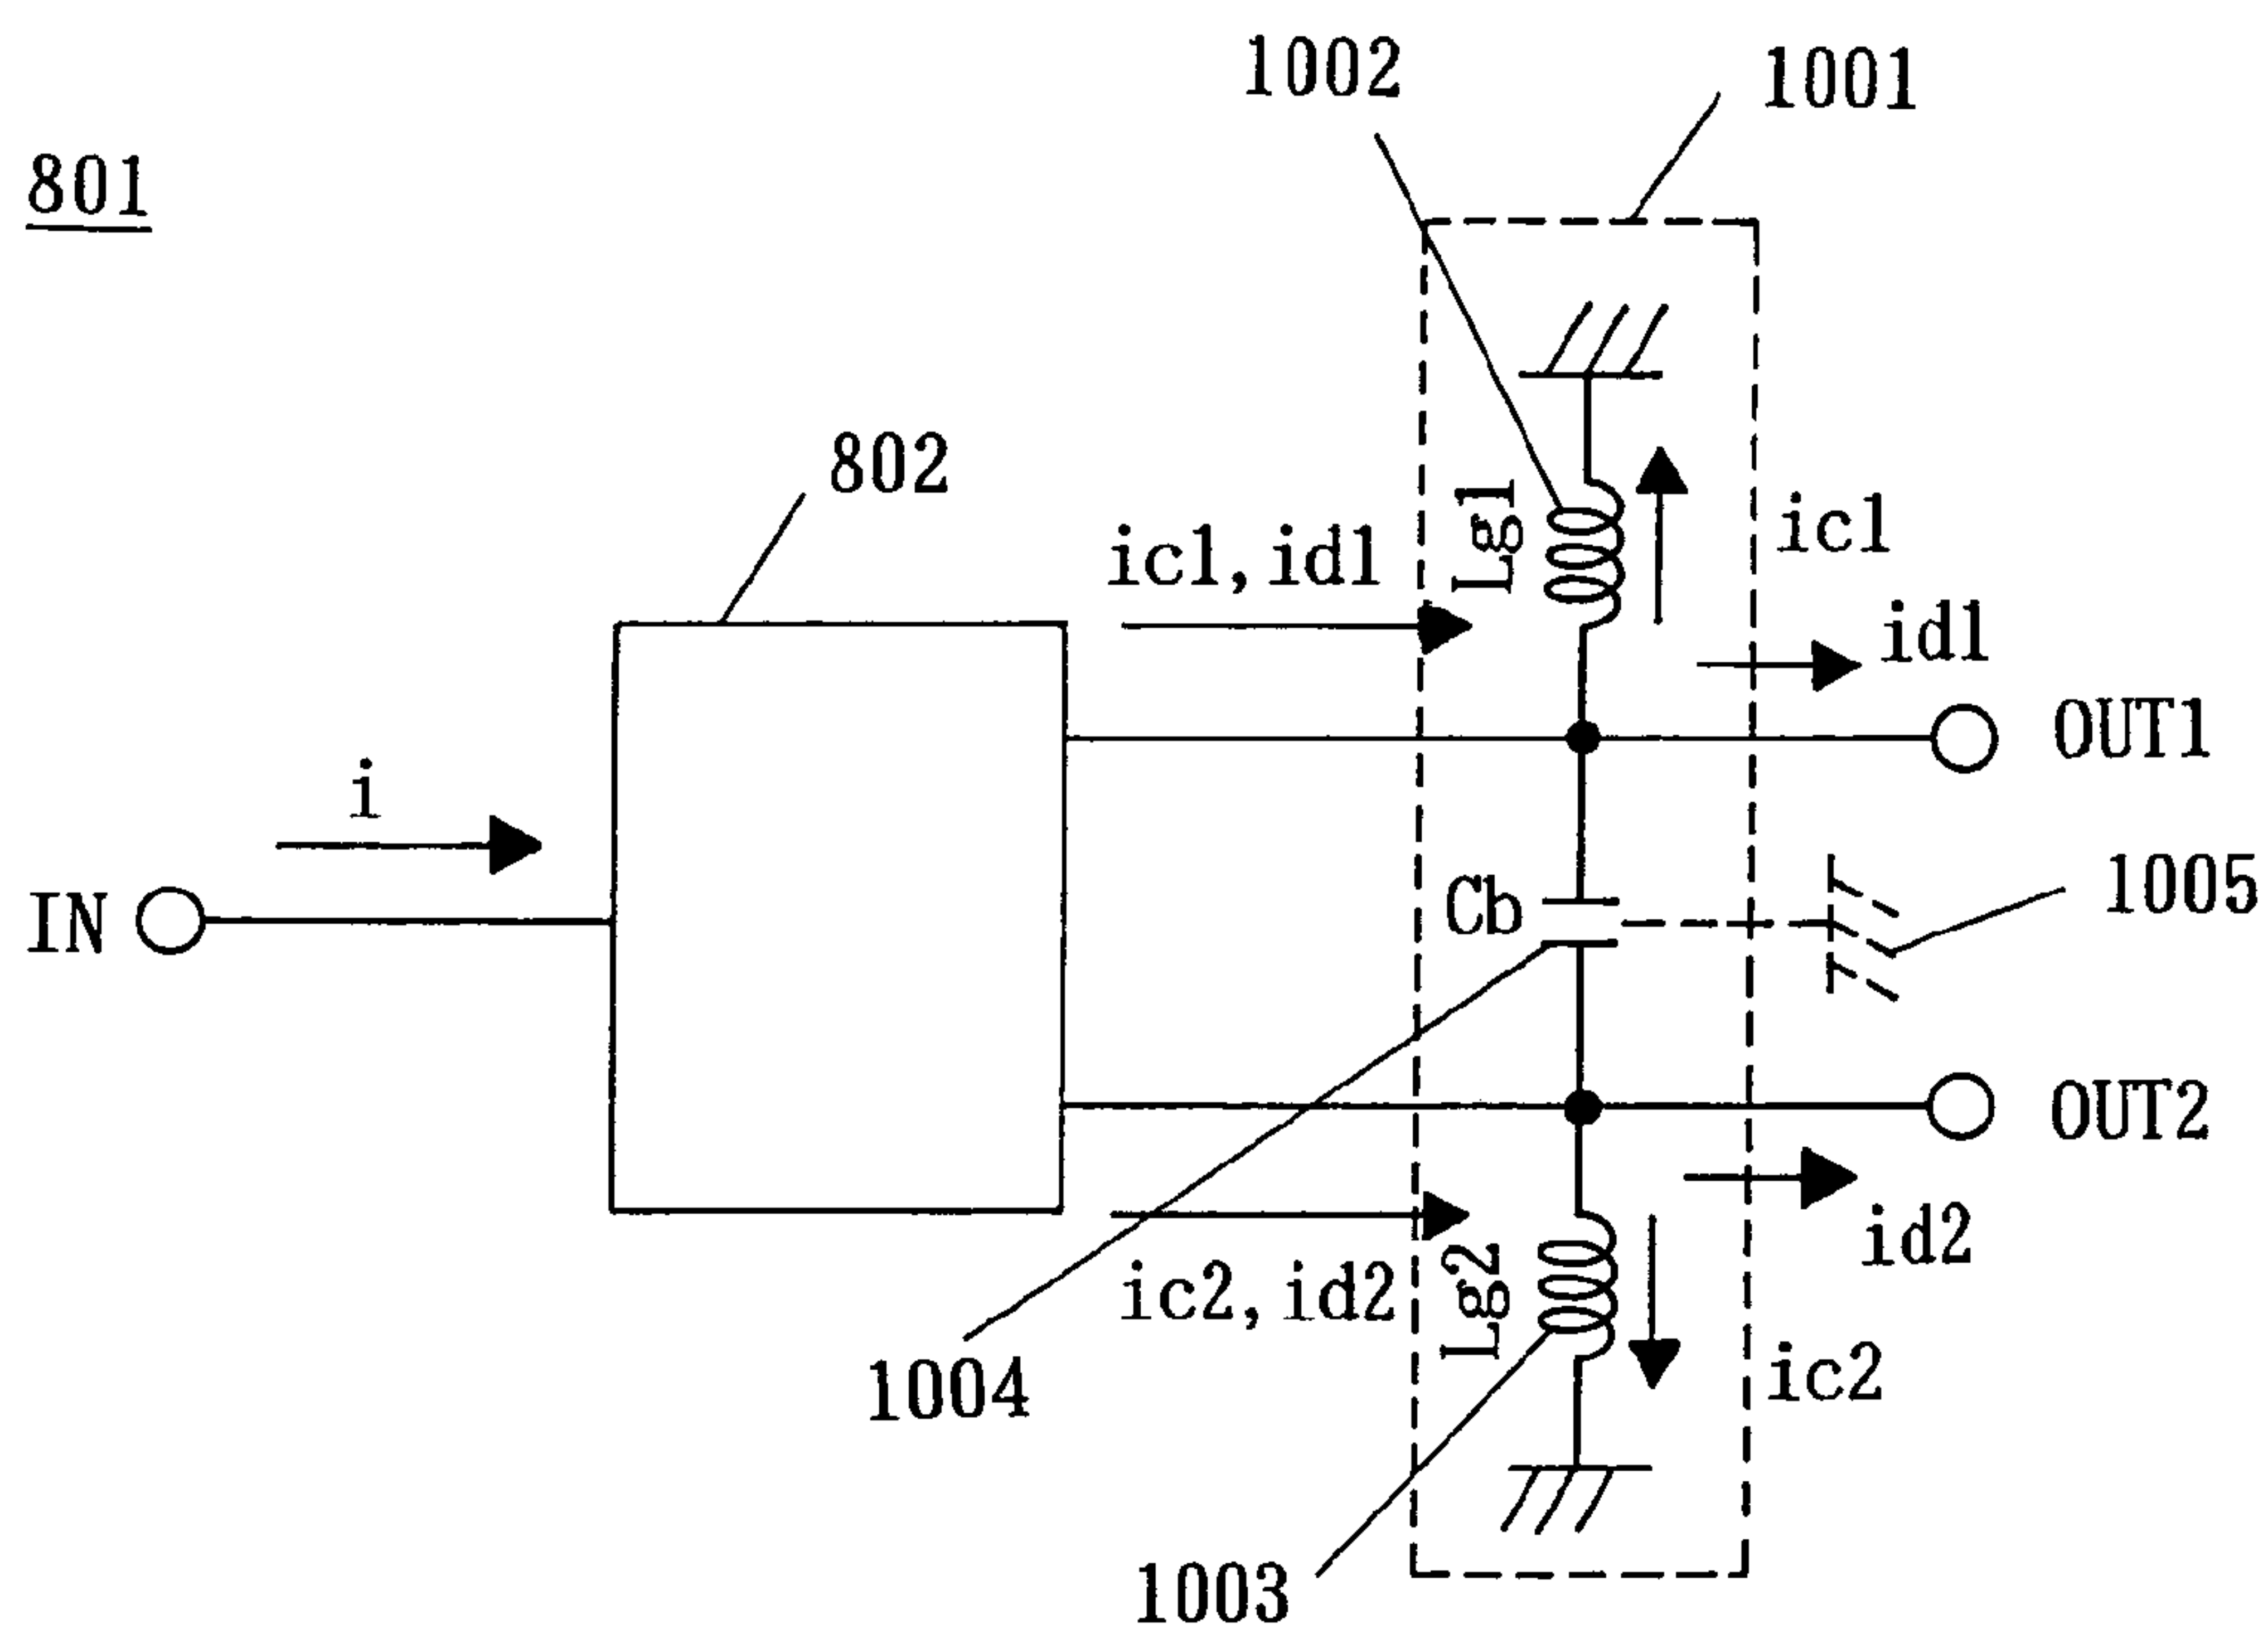 1002
1001
801
802
ic1, id1
Lg1
ic1
id1
OUT1
i
IN
Cb
1005
OUT2
id2
ic2, id2
Lg2
ic2
1004
1003